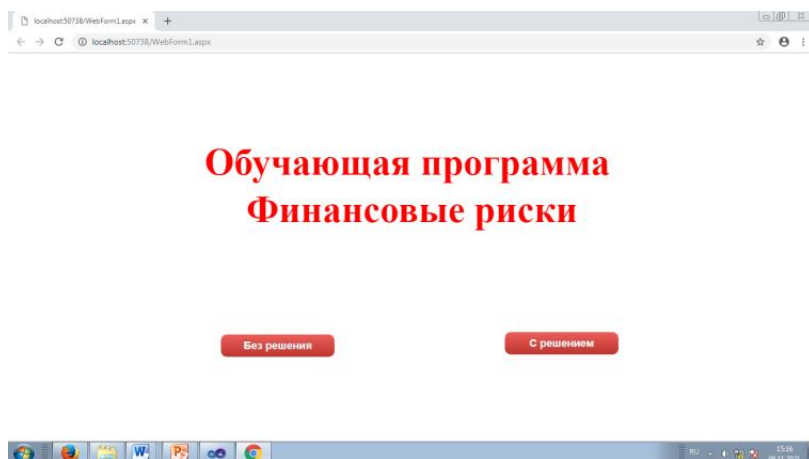 localhost:50738/WebForm1.aspx
localhost:50738/WebForm1.aspx
Обучающая программа
Финансовые риски
Без решения
С решением
RU
15:16